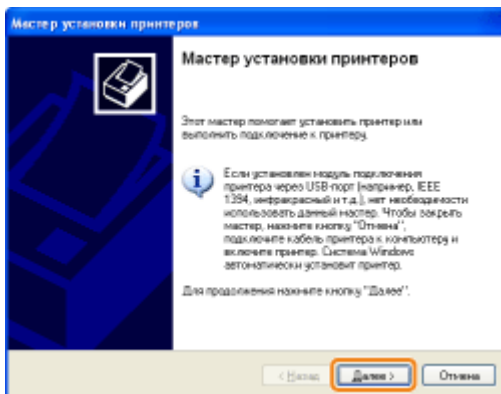 Мастер установки принтеров
Мастер установки принтеров
Этот мастер помогает установить принтер или
выполнить подключение к принтеру.
Если установлен модуль подключения
принтера через USB-порт (например, IEEE
1394, инфракрасный и т.д.), нет необходимости
использовать данный мастер. Чтобы закрыть
мастер, нажмите кнопку "Отмена",
подключите кабель принтера к компьютеру и
включите принтер. Система Windows
автоматически установит принтер.
Для продолжения нажмите кнопку "Далее".
< Назад Далее > Отмена